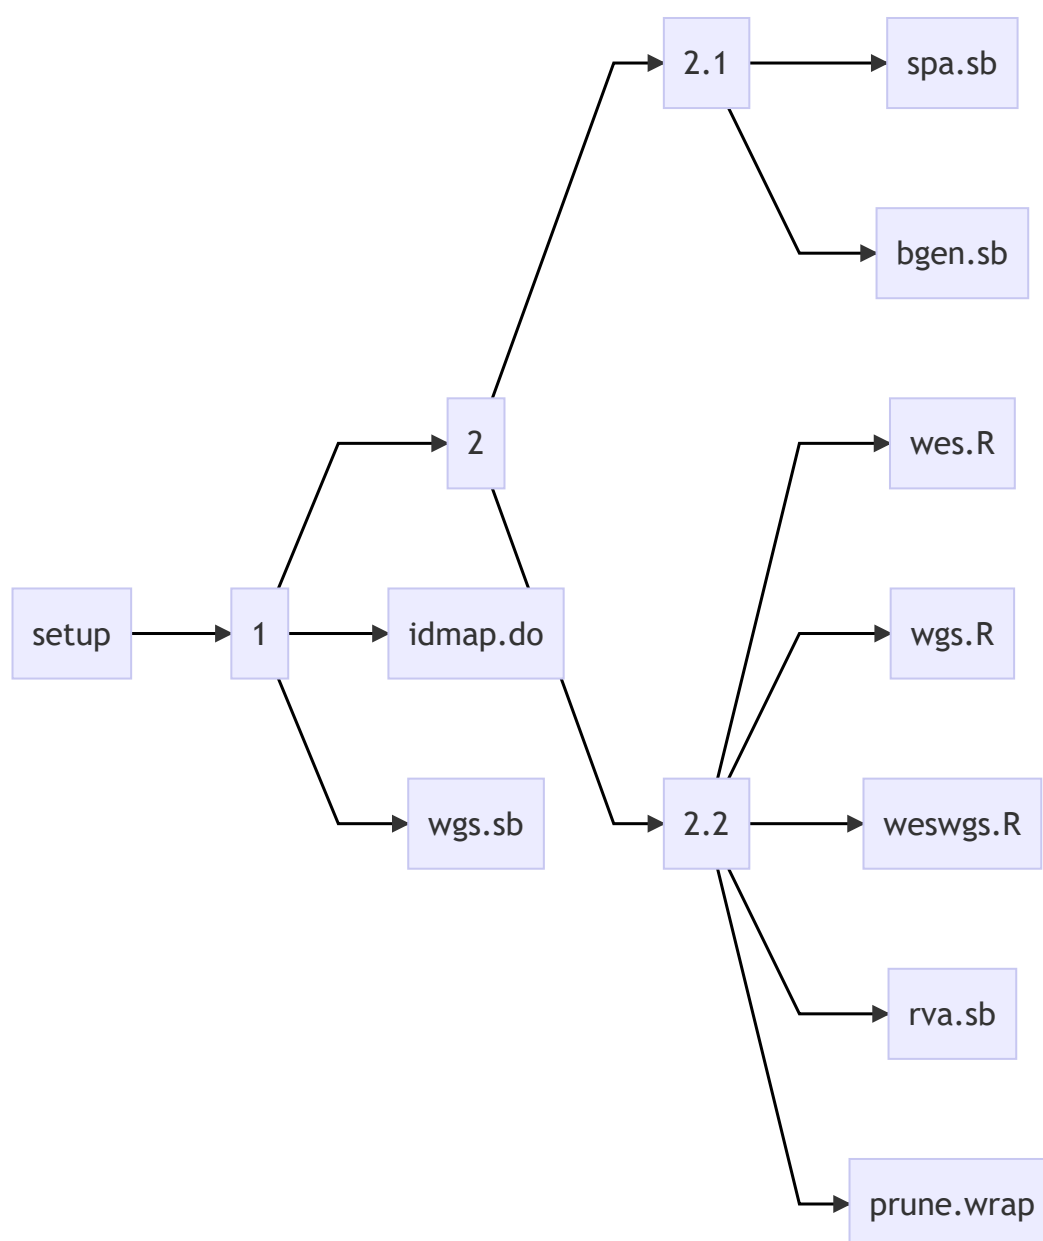 2.1
spa.sb
bgen.sb
2
wes.R
setup
1
idmap.do
wgs.R
wgs.sb
2.2
weswgs.R
rva.sb
prune.wrap